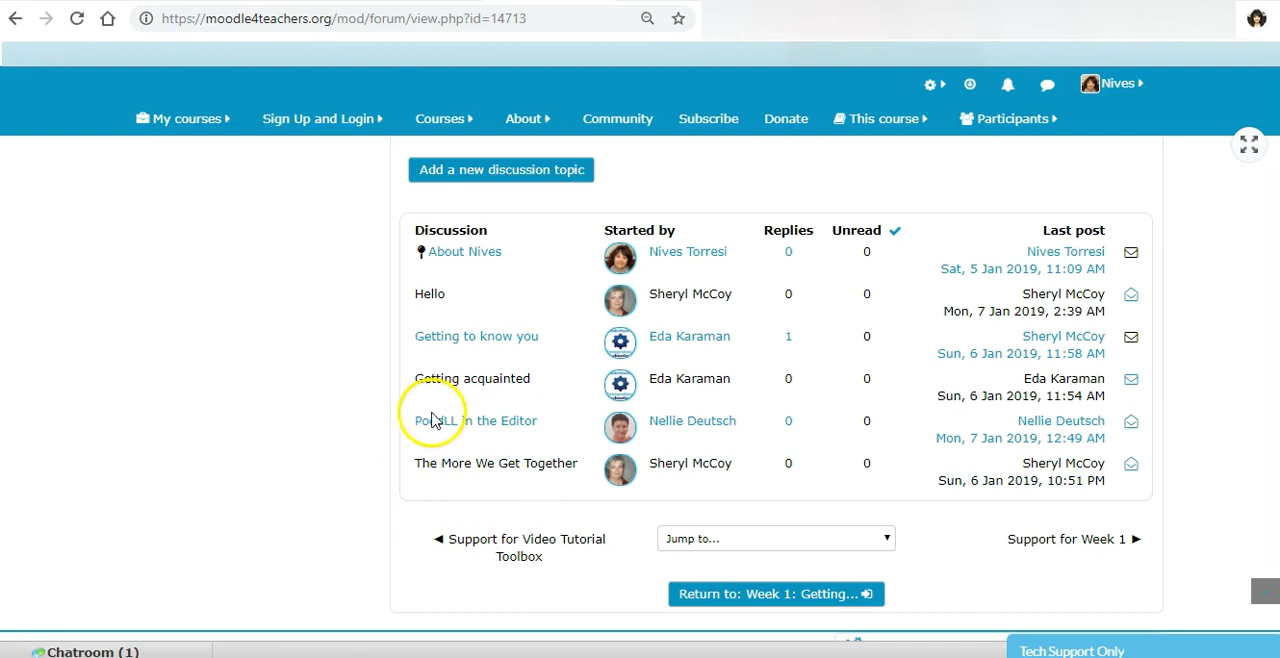 https://moodle4teachers.org/mod/forum/view.php?id=14713
Nives
My courses Sign Up and Login Courses About Community Subscribe Donate This course Participants
Add a new discussion topic
Discussion Started by Replies Unread Last post
About Nives Nives Torresi 0 0 Nives Torresi
Sat, 5 Jan 2019, 11:09 AM
Hello Sheryl McCoy 0 0 Sheryl McCoy
Mon, 7 Jan 2019, 2:39 AM
Getting to know you Eda Karaman 1 0 Sheryl McCoy
Sun, 6 Jan 2019, 11:58 AM
Getting acquainted Eda Karaman 0 0 Eda Karaman
Sun, 6 Jan 2019, 11:54 AM
in the Editor Nellie Deutsch 0 0 Nellie Deutsch
Mon, 7 Jan 2019, 12:49 AM
The More We Get Together Sheryl McCoy 0 0 Sheryl McCoy
Sun, 6 Jan 2019, 10:51 PM
◄ Support for Video Tutorial Toolbox
Jump to...
Support for Week 1 ►
Return to: Week 1: Getting...
Chatroom (1)
Tech Support Only